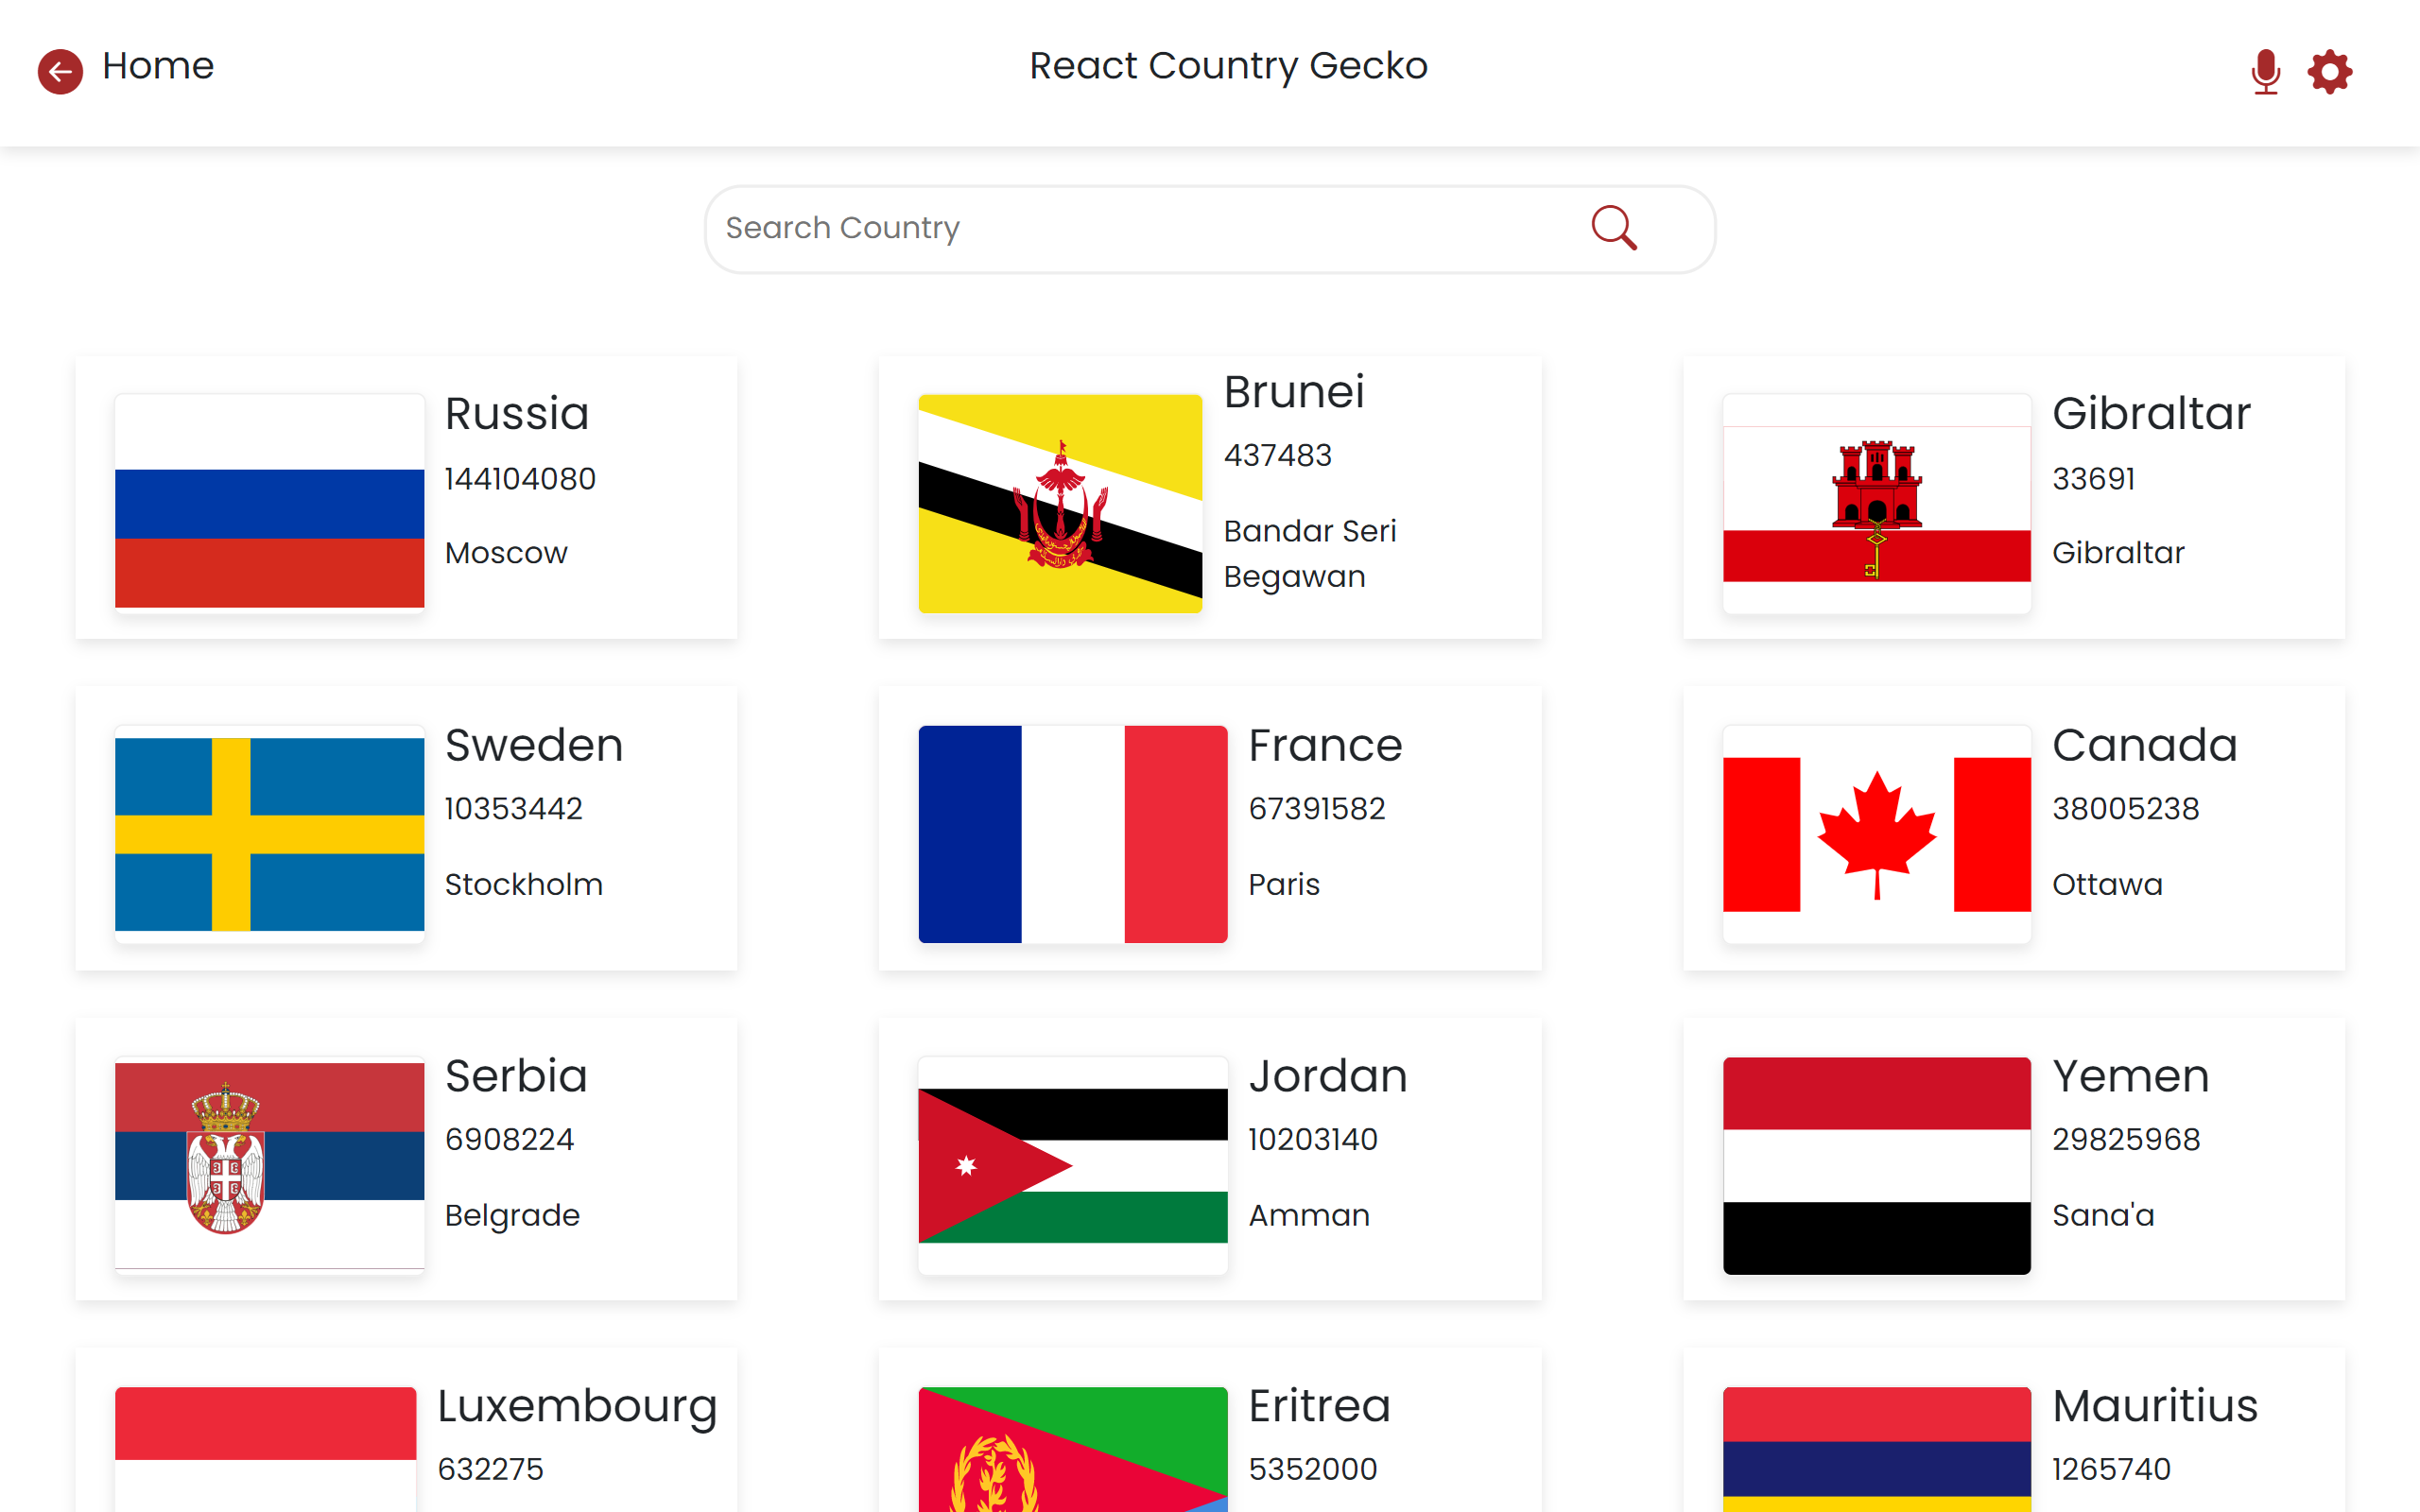 Home
React Country Gecko
Search Country
Russia
144104080
Moscow
Brunei
437483
Bandar Seri
Begawan
Gibraltar
33691
Gibraltar
Sweden
10353442
Stockholm
France
67391582
Paris
Canada
38005238
Ottawa
Serbia
6908224
Belgrade
Jordan
10203140
Amman
Yemen
29825968
Sana'a
Luxembourg
632275
Eritrea
5352000
Mauritius
1265740